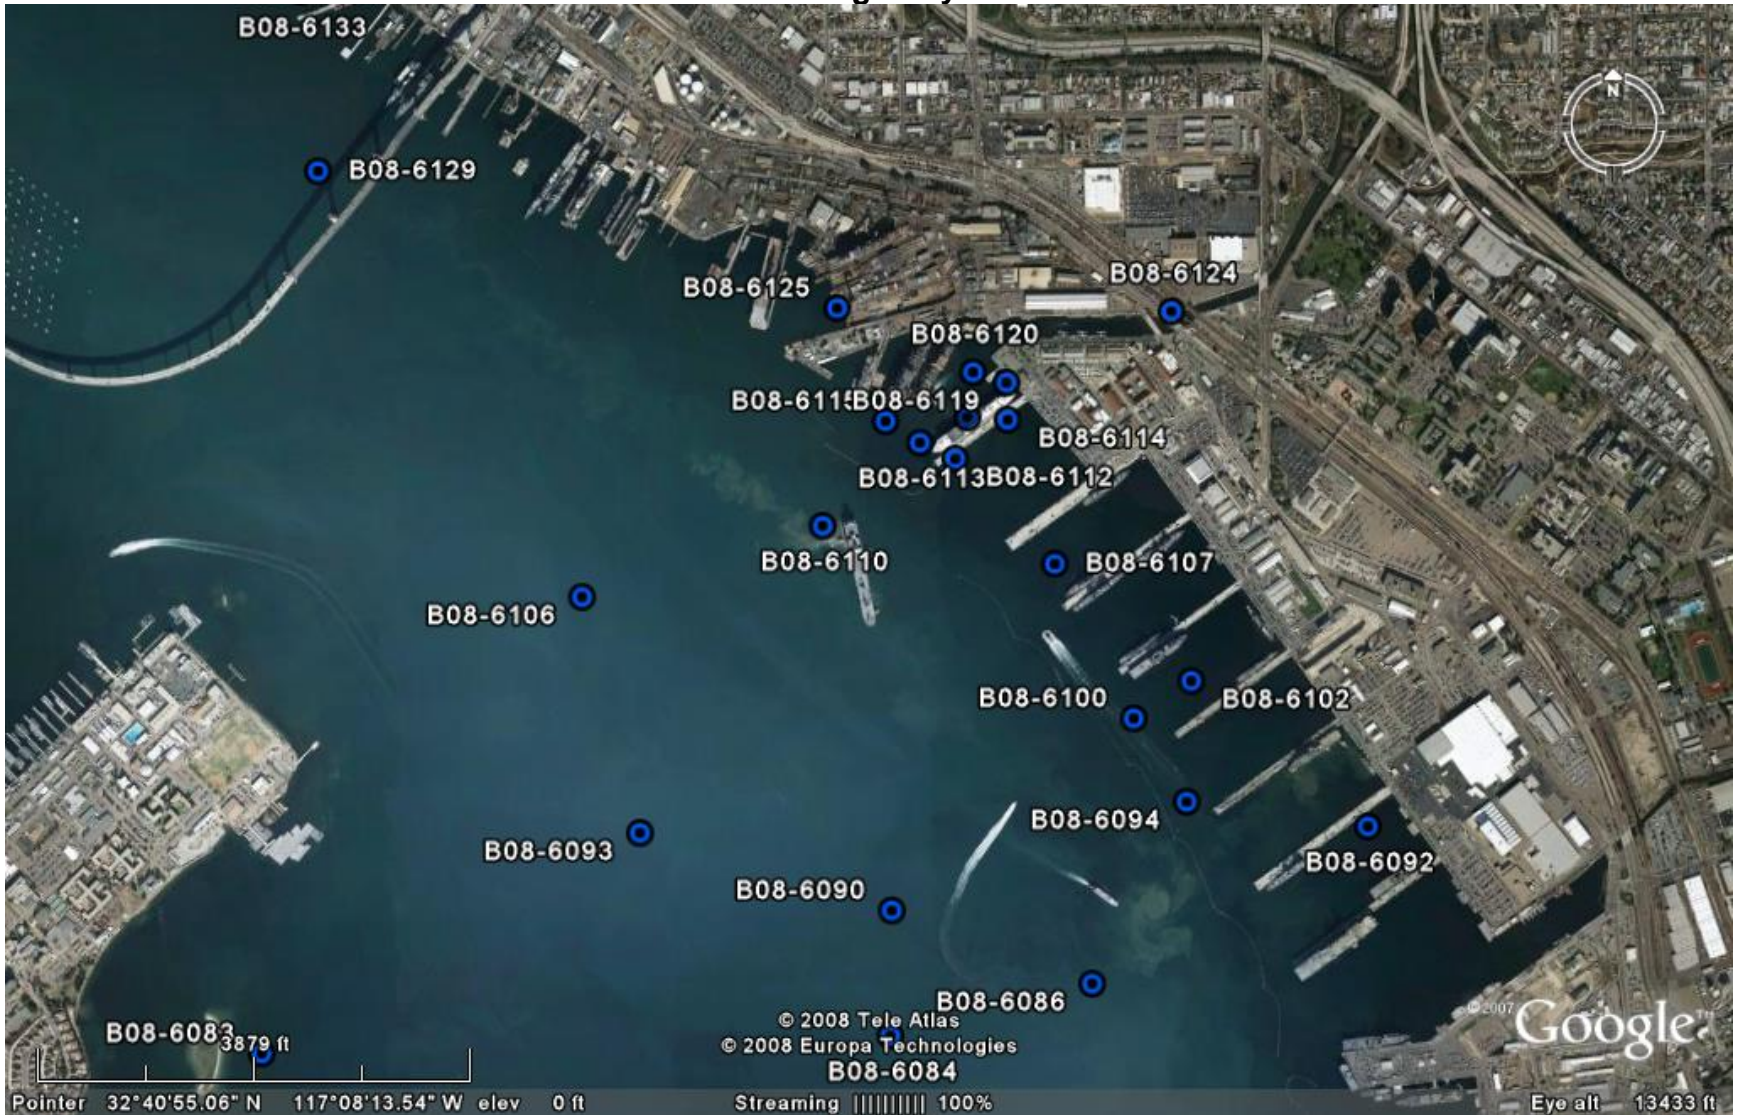 B08-6133
N
B08-6129
B08-6124
B08-6125
B08-6120
B08-6115
B08-6119
B08-6114
B08-6113
B08-6112
B08-6110
B08-6107
B08-6106
B08-6102
B08-6100
B08-6094
B08-6093
B08-6092
B08-6090
B08-6086
© 2007 Google™
© 2008 Tele Atlas
B08-6083
3879 ft
© 2008 Europa Technologies
B08-6084
Pointer 32°40'55.06" N 117°08'13.54" W elev 0 ft Streaming |||||||||| 100% Eye alt 13433 ft